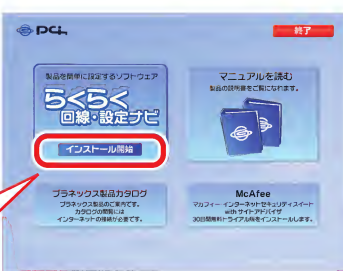 PCi
終了
製品を簡単に設定するソフトウェア
らくらく
回線・設定ナビ
インストール開始
マニュアルを読む
製品の説明書をご覧になれます。
プラネックス製品カタログ
プラネックス製品のご案内です。
カタログの閲覧には
インターネットの接続が必要です。
McAfee
マカフィー・インターネットセキュリティスイート
with サイトアドバイザ
30日間無料トライアル版をインストールします。